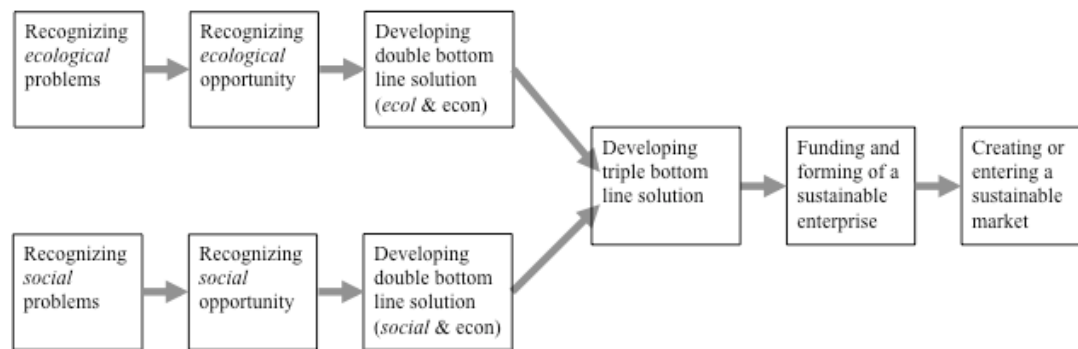 Recognizing
ecological
problems
Recognizing
ecological
opportunity
Developing
double bottom
line solution
(ecol & econ)
Developing
triple bottom
line solution
Funding and
forming of a
sustainable
enterprise
Creating or
entering a
sustainable
market
Recognizing
social
problems
Recognizing
social
opportunity
Developing
double bottom
line solution
(social & econ)